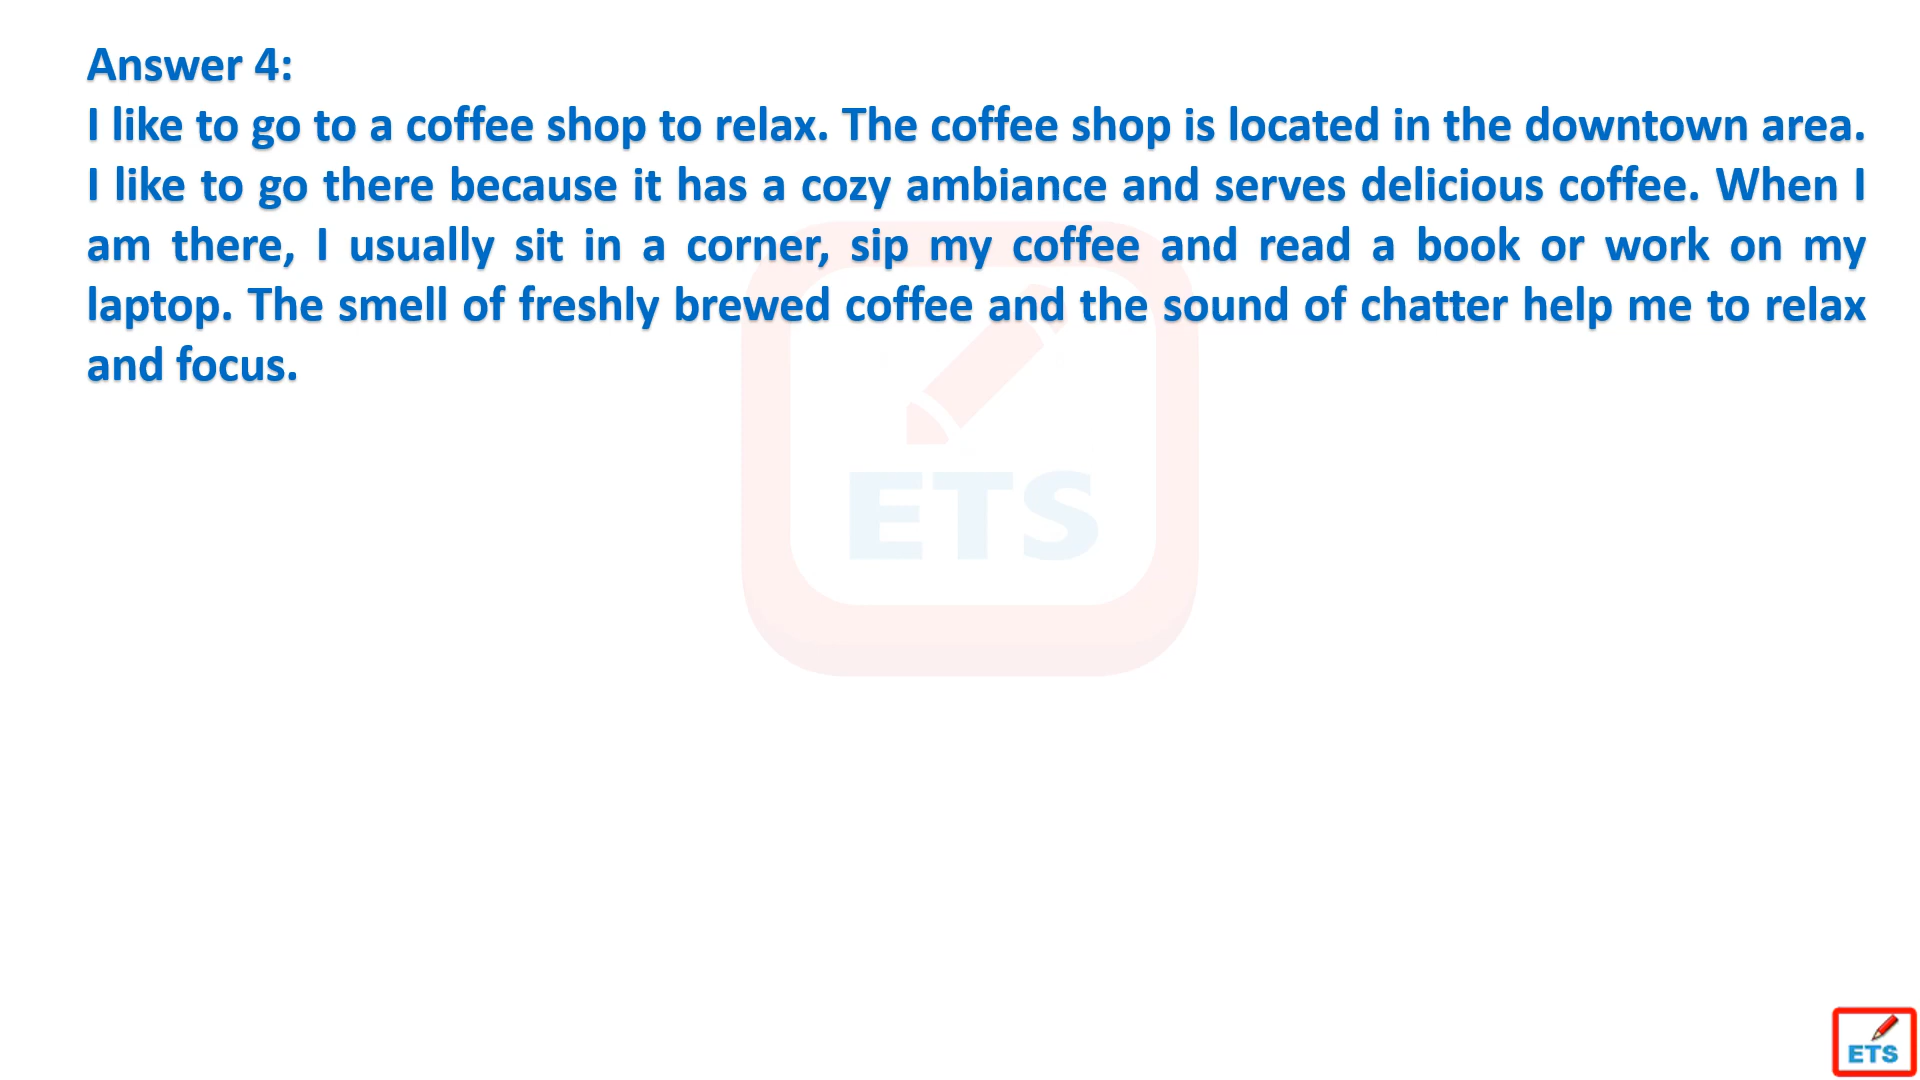 Answer 4:
I like to go to a coffee shop to relax. The coffee shop is located in the downtown area.
I like to go there because it has a cozy ambiance and serves delicious coffee. When I
am there, I usually sit in a corner, sip my coffee and read a book or work on my
laptop. The smell of freshly brewed coffee and the sound of chatter help me to relax
and focus.
ETS
ETS